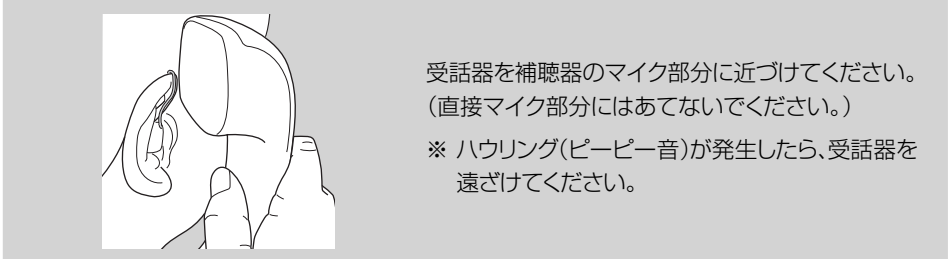 受話器を補聴器のマイク部分に近づけてください。
（直接マイク部分にはあてないでください。）
※ ハウリング（ピーピー音）が発生したら、受話器を
遠ざけてください。